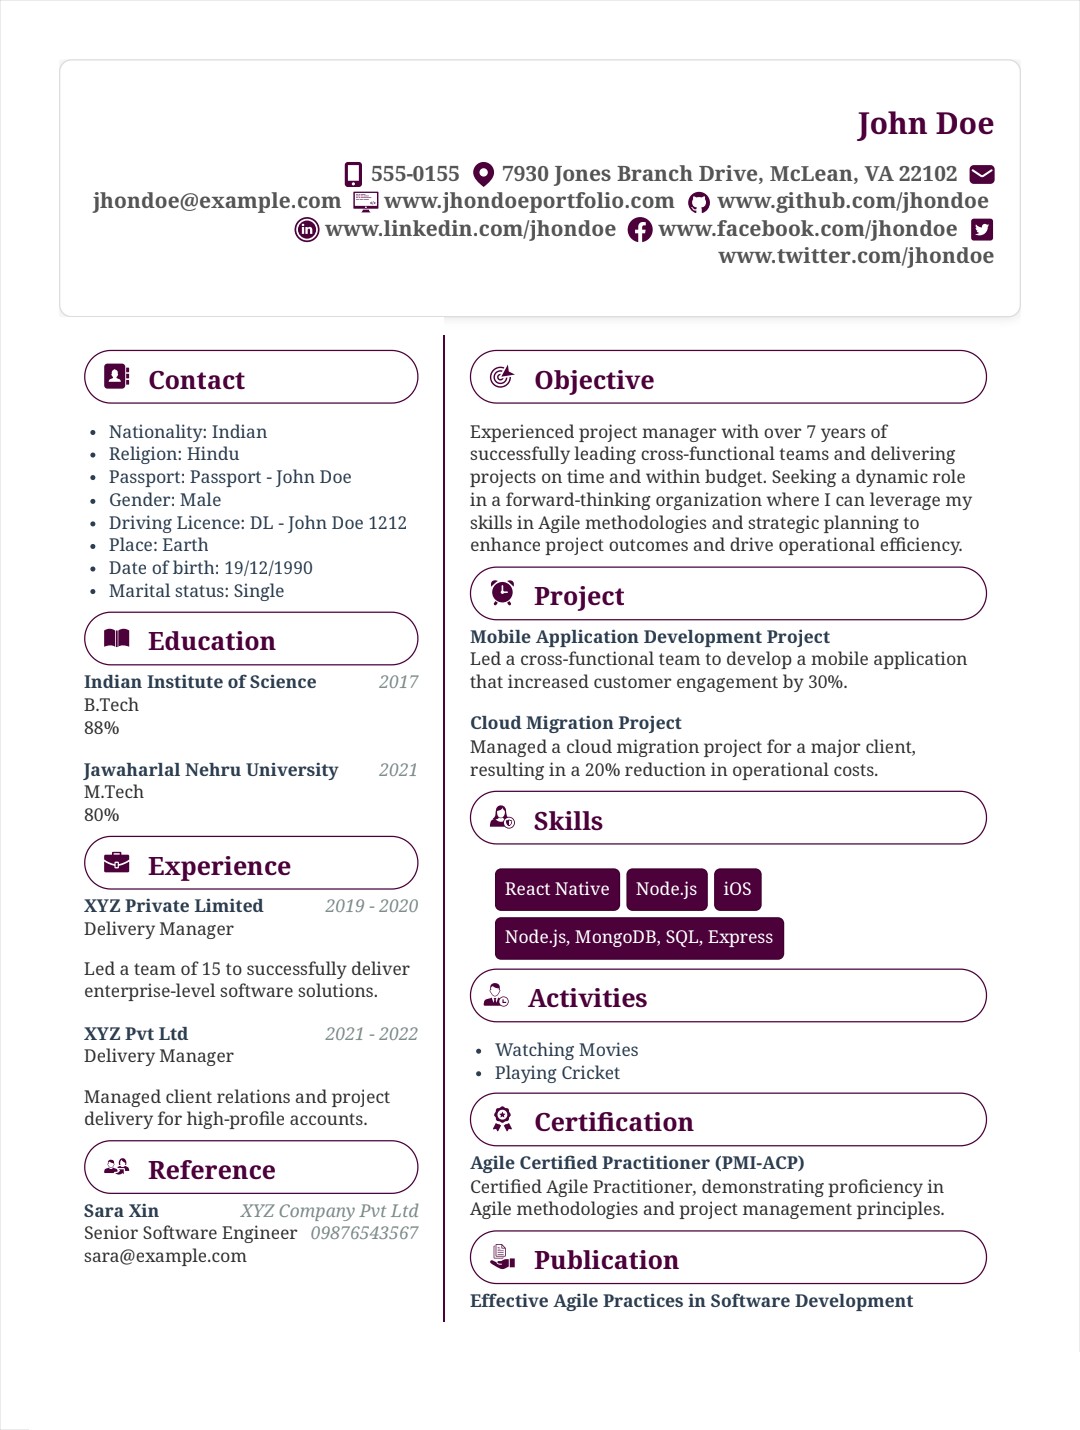 John Doe
555-0155 7930 Jones Branch Drive, McLean, VA 22102
jhondoe@example.com www.jhondoeportfolio.com www.github.com/jhondoe
www.linkedin.com/jhondoe www.facebook.com/jhondoe
www.twitter.com/jhondoe
Contact
• Nationality: Indian
• Religion: Hindu
• Passport: Passport - John Doe
• Gender: Male
• Driving Licence: DL - John Doe 1212
• Place: Earth
• Date of birth: 19/12/1990
• Marital status: Single
Education
Indian Institute of Science 2017
B.Tech
88%
Jawaharlal Nehru University 2021
M.Tech
80%
Experience
XYZ Private Limited 2019 - 2020
Delivery Manager
Led a team of 15 to successfully deliver
enterprise-level software solutions.
XYZ Pvt Ltd 2021 - 2022
Delivery Manager
Managed client relations and project
delivery for high-profile accounts.
Reference
Sara Xin XYZ Company Pvt Ltd
Senior Software Engineer 09876543567
sara@example.com
Objective
Experienced project manager with over 7 years of
successfully leading cross-functional teams and delivering
projects on time and within budget. Seeking a dynamic role
in a forward-thinking organization where I can leverage my
skills in Agile methodologies and strategic planning to
enhance project outcomes and drive operational efficiency.
Project
Mobile Application Development Project
Led a cross-functional team to develop a mobile application
that increased customer engagement by 30%.
Cloud Migration Project
Managed a cloud migration project for a major client,
resulting in a 20% reduction in operational costs.
Skills
React Native Node.js iOS
Node.js, MongoDB, SQL, Express
Activities
• Watching Movies
• Playing Cricket
Certification
Agile Certified Practitioner (PMI-ACP)
Certified Agile Practitioner, demonstrating proficiency in
Agile methodologies and project management principles.
Publication
Effective Agile Practices in Software Development